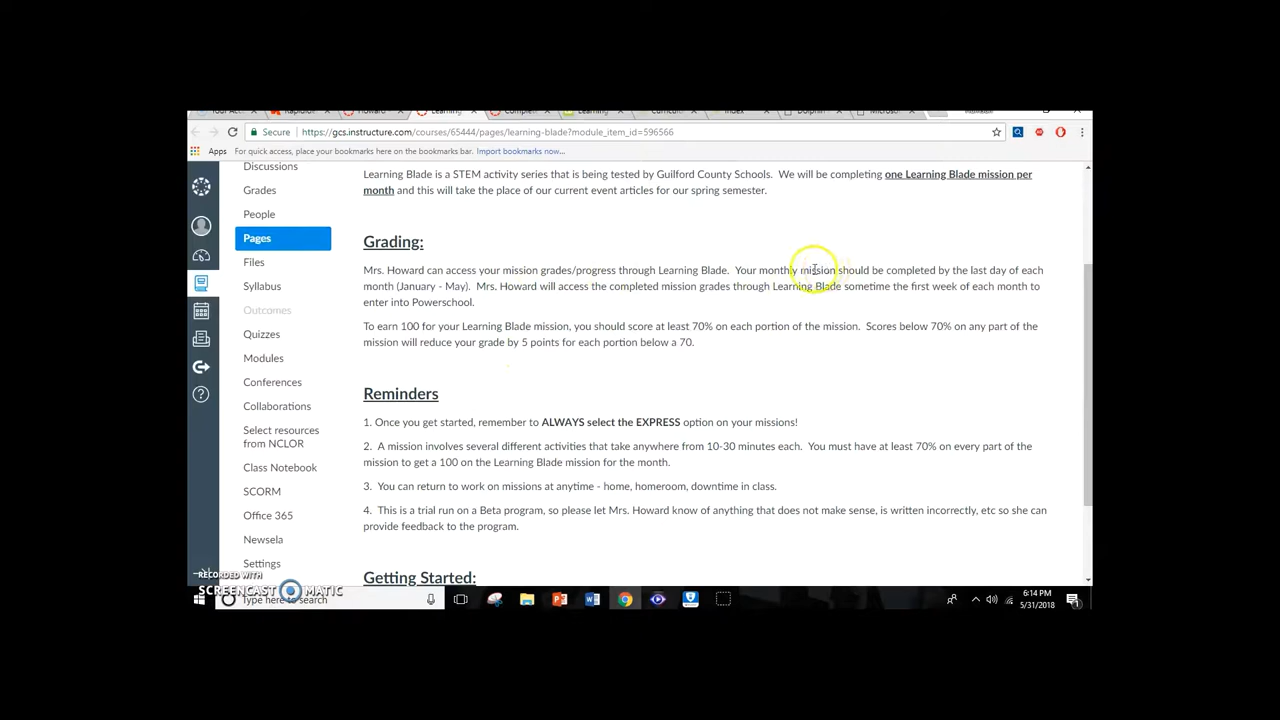 Secure https://gcs.instructure.com/courses/65444/pages/learning-blade?module_item_id=596566
Apps For quick access, place your bookmarks here on the bookmarks bar. Import bookmarks now...
Discussions
Grades
People
Pages
Files
Syllabus
Outcomes
Quizzes
Modules
Conferences
Collaborations
Select resources
from NCLOR
Class Notebook
SCORM
Office 365
Newsela
Settings
Learning Blade is a STEM activity series that is being tested by Guilford County Schools. We will be completing one Learning Blade mission per
month and this will take the place of our current event articles for our spring semester.
Grading:
Mrs. Howard can access your mission grades/progress through Learning Blade. Your monthly mission should be completed by the last day of each
month (January - May). Mrs. Howard will access the completed mission grades through Learning Blade sometime the first week of each month to
enter into Powerschool.
To earn 100 for your Learning Blade mission, you should score at least 70% on each portion of the mission. Scores below 70% on any part of the
mission will reduce your grade by 5 points for each portion below a 70.
Reminders
1. Once you get started, remember to ALWAYS select the EXPRESS option on your missions!
2. A mission involves several different activities that take anywhere from 10-30 minutes each. You must have at least 70% on every part of the
mission to get a 100 on the Learning Blade mission for the month.
3. You can return to work on missions at anytime - home, homeroom, downtime in class.
4. This is a trial run on a Beta program, so please let Mrs. Howard know of anything that does not make sense, is written incorrectly, etc so she can
provide feedback to the program.
Getting Started:
RECORDED WITH
SCREENCAST MATIC
Type here to search
6:14 PM
5/31/2018